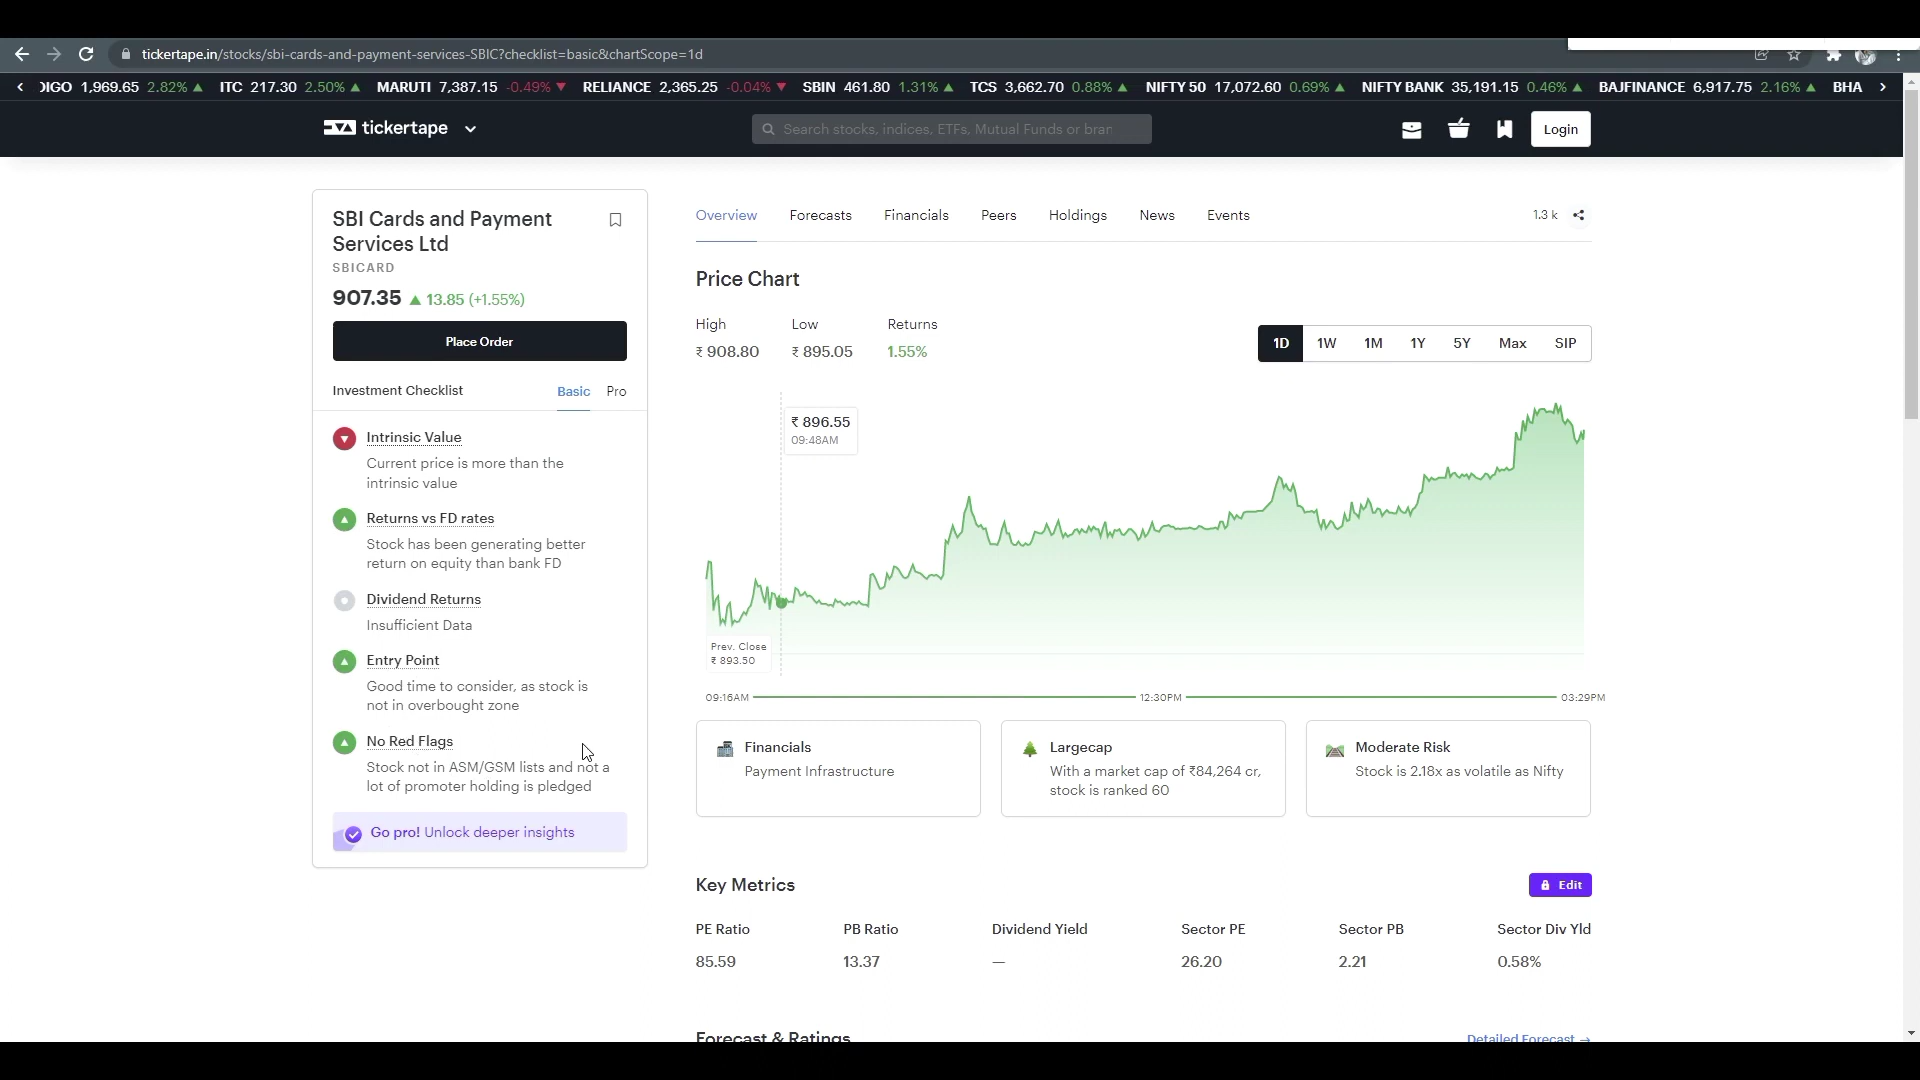 tickertape.in/stocks/sbi-cards-and-payment-services-SBIC?checklist=basic&chartScope=1d
DIGO 1,969.65 2.82% ▲ ITC 217.30 2.50% ▲ MARUTI 7,387.15 -0.49% ▼ RELIANCE 2,365.25 -0.04% ▼ SBIN 461.80 1.31% ▲ TCS 3,662.70 0.88% ▲ NIFTY 50 17,072.60 0.69% ▲ NIFTY BANK 35,191.15 0.46% ▲ BAJFINANCE 6,917.75 2.16% ▲ BHA
tickertape
Search stocks, indices, ETFs, Mutual Funds or bran
Login
SBI Cards and Payment
Services Ltd
SBICARD
907.35 ▲ 13.85 (+1.55%)
Place Order
Investment Checklist Basic Pro
Intrinsic Value
Current price is more than the
intrinsic value
Returns vs FD rates
Stock has been generating better
return on equity than bank FD
Dividend Returns
Insufficient Data
Entry Point
Good time to consider, as stock is
not in overbought zone
No Red Flags
Stock not in ASM/GSM lists and not a
lot of promoter holding is pledged
Go pro! Unlock deeper insights
Overview Forecasts Financials Peers Holdings News Events 1.3 k
Price Chart
High Low Returns
₹ 908.80 ₹ 895.05 1.55%
1D 1W 1M 1Y 5Y Max SIP
₹ 896.55
09:48AM
Prev. Close
₹ 893.50
09:16AM 12:30PM 03:29PM
Financials
Payment Infrastructure
Largecap
With a market cap of ₹84,264 cr,
stock is ranked 60
Moderate Risk
Stock is 2.18x as volatile as Nifty
Key Metrics Edit
PE Ratio PB Ratio Dividend Yield Sector PE Sector PB Sector Div Yld
85.59 13.37 — 26.20 2.21 0.58%
Forecast & Ratings Detailed Forecast →